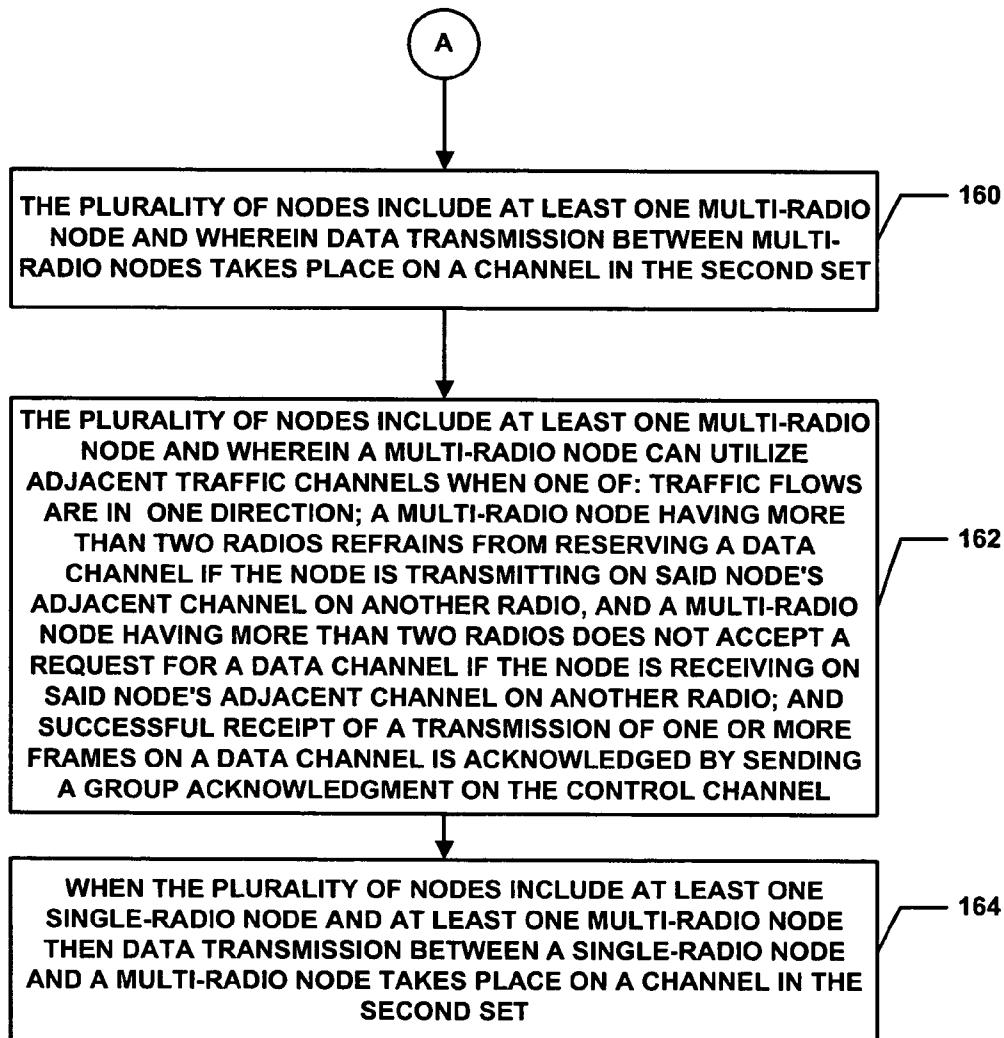 A
THE PLURALITY OF NODES INCLUDE AT LEAST ONE MULTI-RADIO
NODE AND WHEREIN DATA TRANSMISSION BETWEEN MULTI-
RADIO NODES TAKES PLACE ON A CHANNEL IN THE SECOND SET
160
THE PLURALITY OF NODES INCLUDE AT LEAST ONE MULTI-RADIO
NODE AND WHEREIN A MULTI-RADIO NODE CAN UTILIZE
ADJACENT TRAFFIC CHANNELS WHEN ONE OF: TRAFFIC FLOWS
ARE IN ONE DIRECTION; A MULTI-RADIO NODE HAVING MORE
THAN TWO RADIOS REFRAINS FROM RESERVING A DATA
CHANNEL IF THE NODE IS TRANSMITTING ON SAID NODE'S
ADJACENT CHANNEL ON ANOTHER RADIO, AND A MULTI-RADIO
NODE HAVING MORE THAN TWO RADIOS DOES NOT ACCEPT A
REQUEST FOR A DATA CHANNEL IF THE NODE IS RECEIVING ON
SAID NODE'S ADJACENT CHANNEL ON ANOTHER RADIO; AND
SUCCESSFUL RECEIPT OF A TRANSMISSION OF ONE OR MORE
FRAMES ON A DATA CHANNEL IS ACKNOWLEDGED BY SENDING
A GROUP ACKNOWLEDGMENT ON THE CONTROL CHANNEL
162
WHEN THE PLURALITY OF NODES INCLUDE AT LEAST ONE
SINGLE-RADIO NODE AND AT LEAST ONE MULTI-RADIO NODE
THEN DATA TRANSMISSION BETWEEN A SINGLE-RADIO NODE
AND A MULTI-RADIO NODE TAKES PLACE ON A CHANNEL IN THE
SECOND SET
164